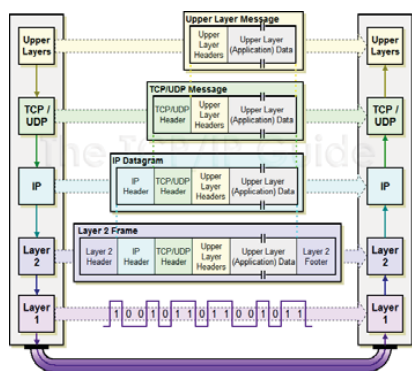 Upper Layer Message
Upper Layers
Upper Layer Headers
Upper Layer (Application) Data
Upper Layers
TCP/UDP Message
TCP / UDP
TCP/UDP Header
Upper Layer Headers
Upper Layer (Application) Data
TCP / UDP
The TCP/IP Guide
IP Datagram
IP
IP Header
TCP/UDP Header
Upper Layer Headers
Upper Layer (Application) Data
IP
Layer 2 Frame
Layer 2
Layer 2 Header
IP Header
TCP/UDP Header
Upper Layer Headers
Upper Layer (Application) Data
Layer 2 Footer
Layer 2
Layer 1
1 0 0 1 0 1 1 0 1 1 0 0 1 0 1 1
Layer 1